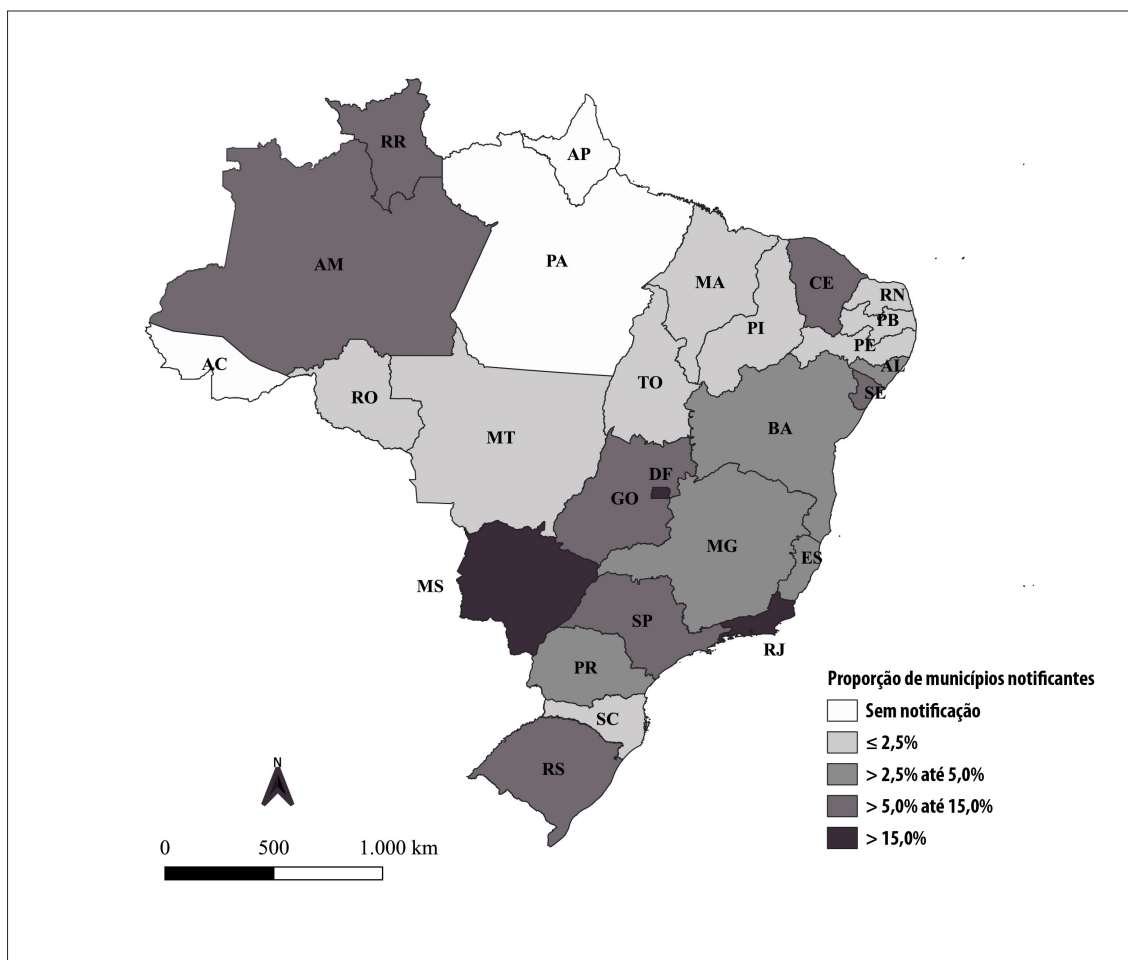 RR
AP
AM
PA
MA
CE
RN
PI
PB
PE
AC
AL
TO
SE
RO
BA
MT
DF
GO
MG
ES
MS
SP
RJ
PR
SC
RS
Proporção de municípios notificantes
Sem notificação
≤ 2,5%
> 2,5% até 5,0%
> 5,0% até 15,0%
> 15,0%
N
0 500 1.000 km